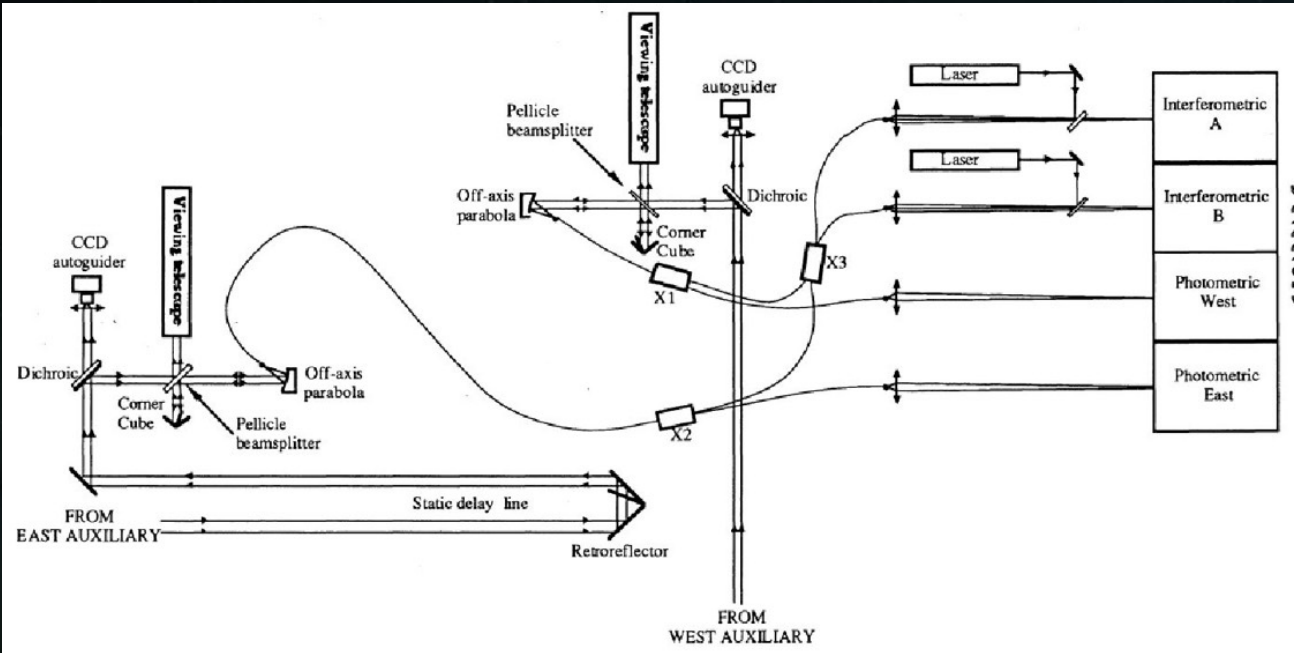 Viewing telescope
CCD
autoguider
Pellicle
beamsplitter
Off-axis
parabola
Dichroic
Corner
Cube
X1
X3
Laser
Laser
Interferometric
A
Interferometric
B
Photometric
West
Photometric
East
Viewing telescope
CCD
autoguider
Dichroic
Corner
Cube
Pellicle
beamsplitter
Off-axis
parabola
X2
Static delay line
FROM
EAST AUXILIARY
Retroreflector
FROM
WEST AUXILIARY